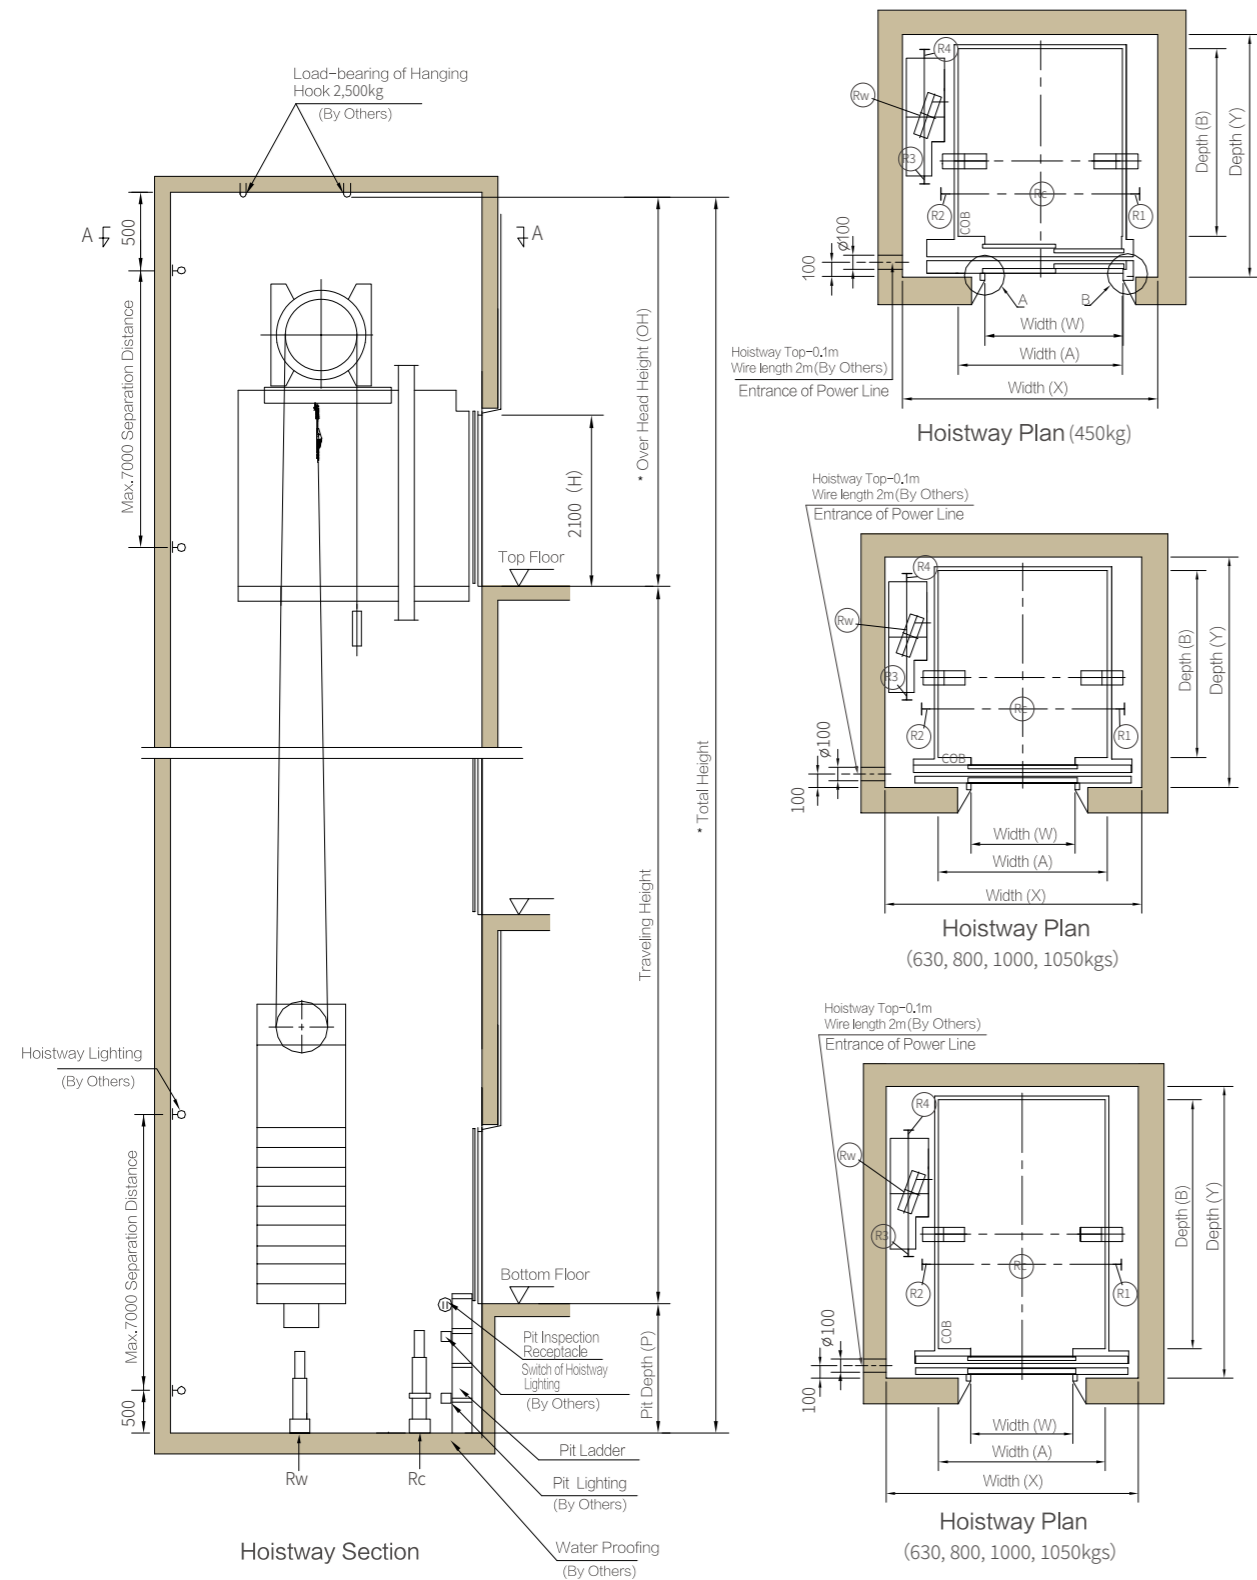 Load-bearing of Hanging
Hook 2,500kg
(By Others)
A
A
500
Max.7000 Separation Distance
* Over Head Height (OH)
2100 (H)
Top Floor
* Total Height
Traveling Height
Hoistway Lighting
(By Others)
Max.7000 Separation Distance
500
Bottom Floor
Pit Inspection
Receptacle
Switch of Hoistway
Lighting
(By Others)
Pit Depth (P)
Pit Ladder
Pit Lighting
(By Others)
Rw
Rc
Water Proofing
(By Others)
Hoistway Section
R4
Rw
R3
R2
Rc
R1
COB
Depth (B)
Depth (Y)
ø100
100
A
B
Width (W)
Width (A)
Width (X)
Hoistway Top-0.1m
Wire length 2m(By Others)
Entrance of Power Line
Hoistway Plan (450kg)
Hoistway Top-0.1m
Wire length 2m(By Others)
Entrance of Power Line
R4
Rw
R3
R2
Rc
R1
COB
Depth (B)
Depth (Y)
ø100
100
Width (W)
Width (A)
Width (X)
Hoistway Plan
(630, 800, 1000, 1050kgs)
Hoistway Top-0.1m
Wire length 2m(By Others)
Entrance of Power Line
R4
Rw
R3
R2
Rc
R1
COB
Depth (B)
Depth (Y)
ø100
100
Width (W)
Width (A)
Width (X)
Hoistway Plan
(630, 800, 1000, 1050kgs)